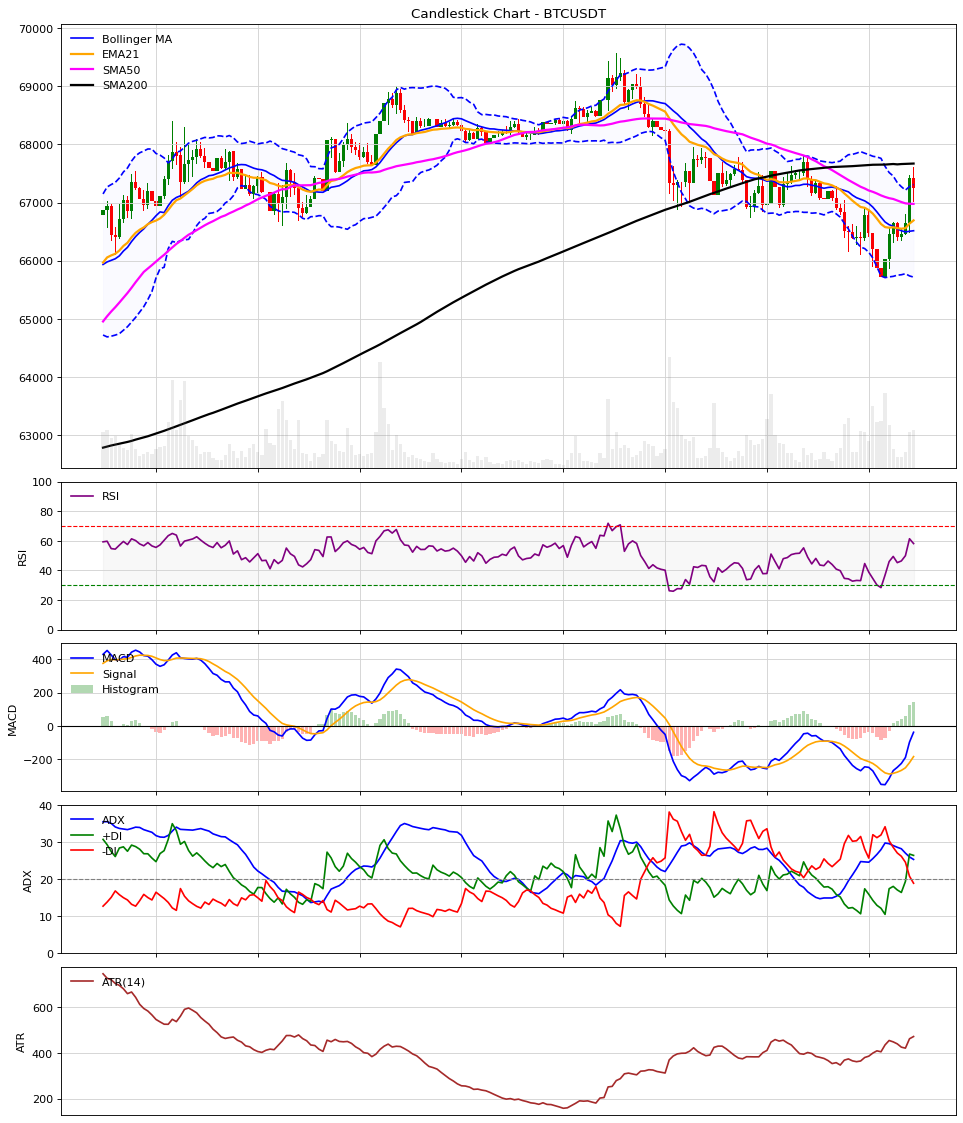 Candlestick Chart - BTCUSDT
70000
69000
68000
67000
66000
65000
64000
63000
Bollinger MA
EMA21
SMA50
SMA200
100
80
60
40
20
0
RSI
RSI
400
200
0
−200
MACD
MACD
Signal
Histogram
40
30
20
10
0
ADX
ADX
+DI
-DI
600
400
200
ATR
ATR(14)